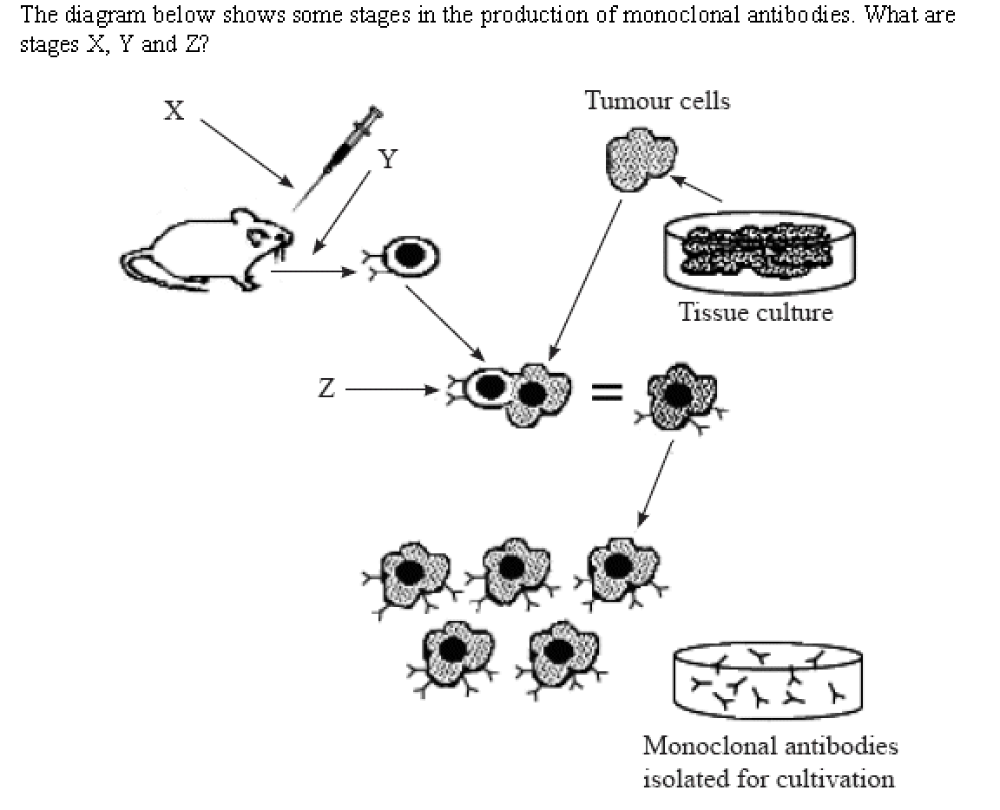 The diagram below shows some stages in the production of monoclonal antibodies. What are
stages X, Y and Z?
Tumour cells
X
Y
Tissue culture
Z
=
Monoclonal antibodies
isolated for cultivation